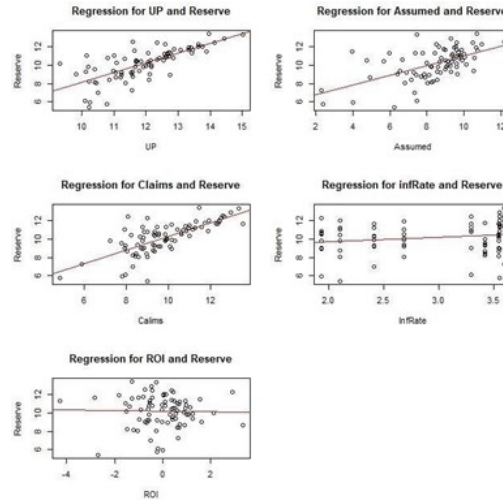 Regression for UP and Reserve
Reserve
6 8 10 12
10 11 12 13 14 15
UP
Regression for Assumed and Reserve
Reserve
6 8 10 12
2 4 6 8 10 12
Assumed
Regression for Claims and Reserve
Reserve
6 8 10 12
6 8 10 12
Calims
Regression for infRate and Reserve
Reserve
6 8 10 12
2.0 2.5 3.0 3.5
InfRate
Regression for ROI and Reserve
Reserve
6 8 10 12
-4 -2 0 2
ROI